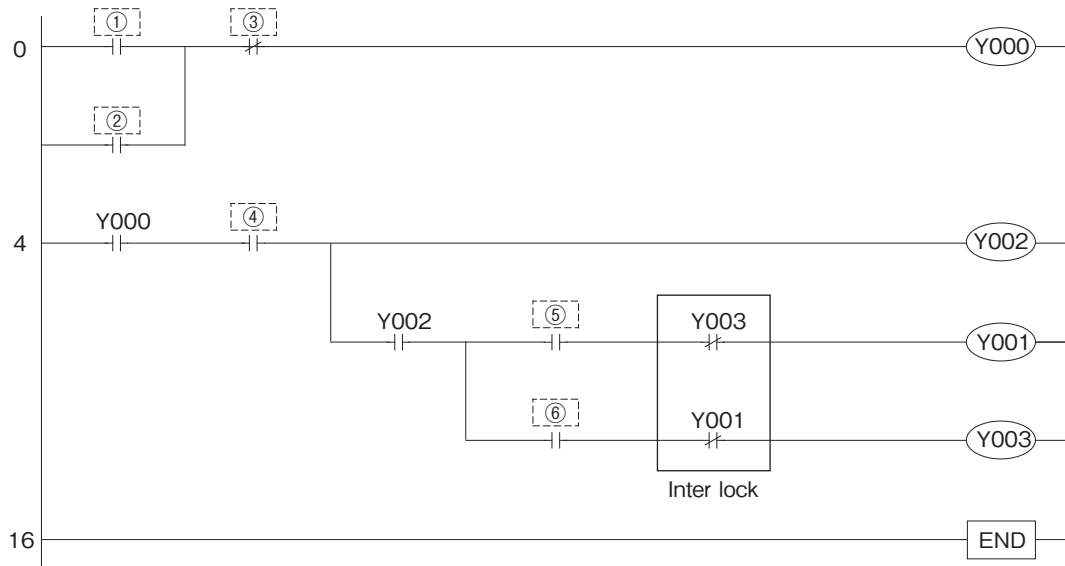 ① ③
0 Y000
②
Y000 ④
4 Y002
Y002 ⑤ Y003
Y001
⑥ Y001
Y003
Inter lock
16 END